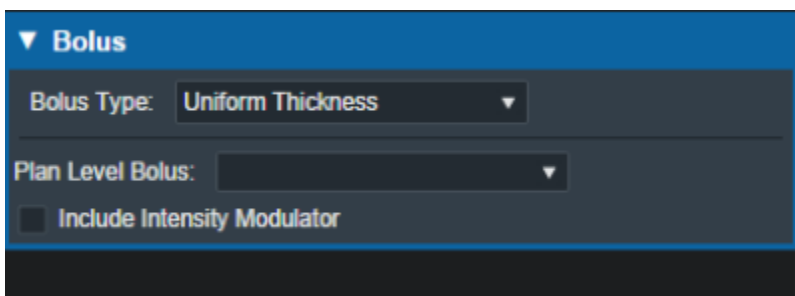 Bolus
Bolus Type: Uniform Thickness
Plan Level Bolus:
Include Intensity Modulator